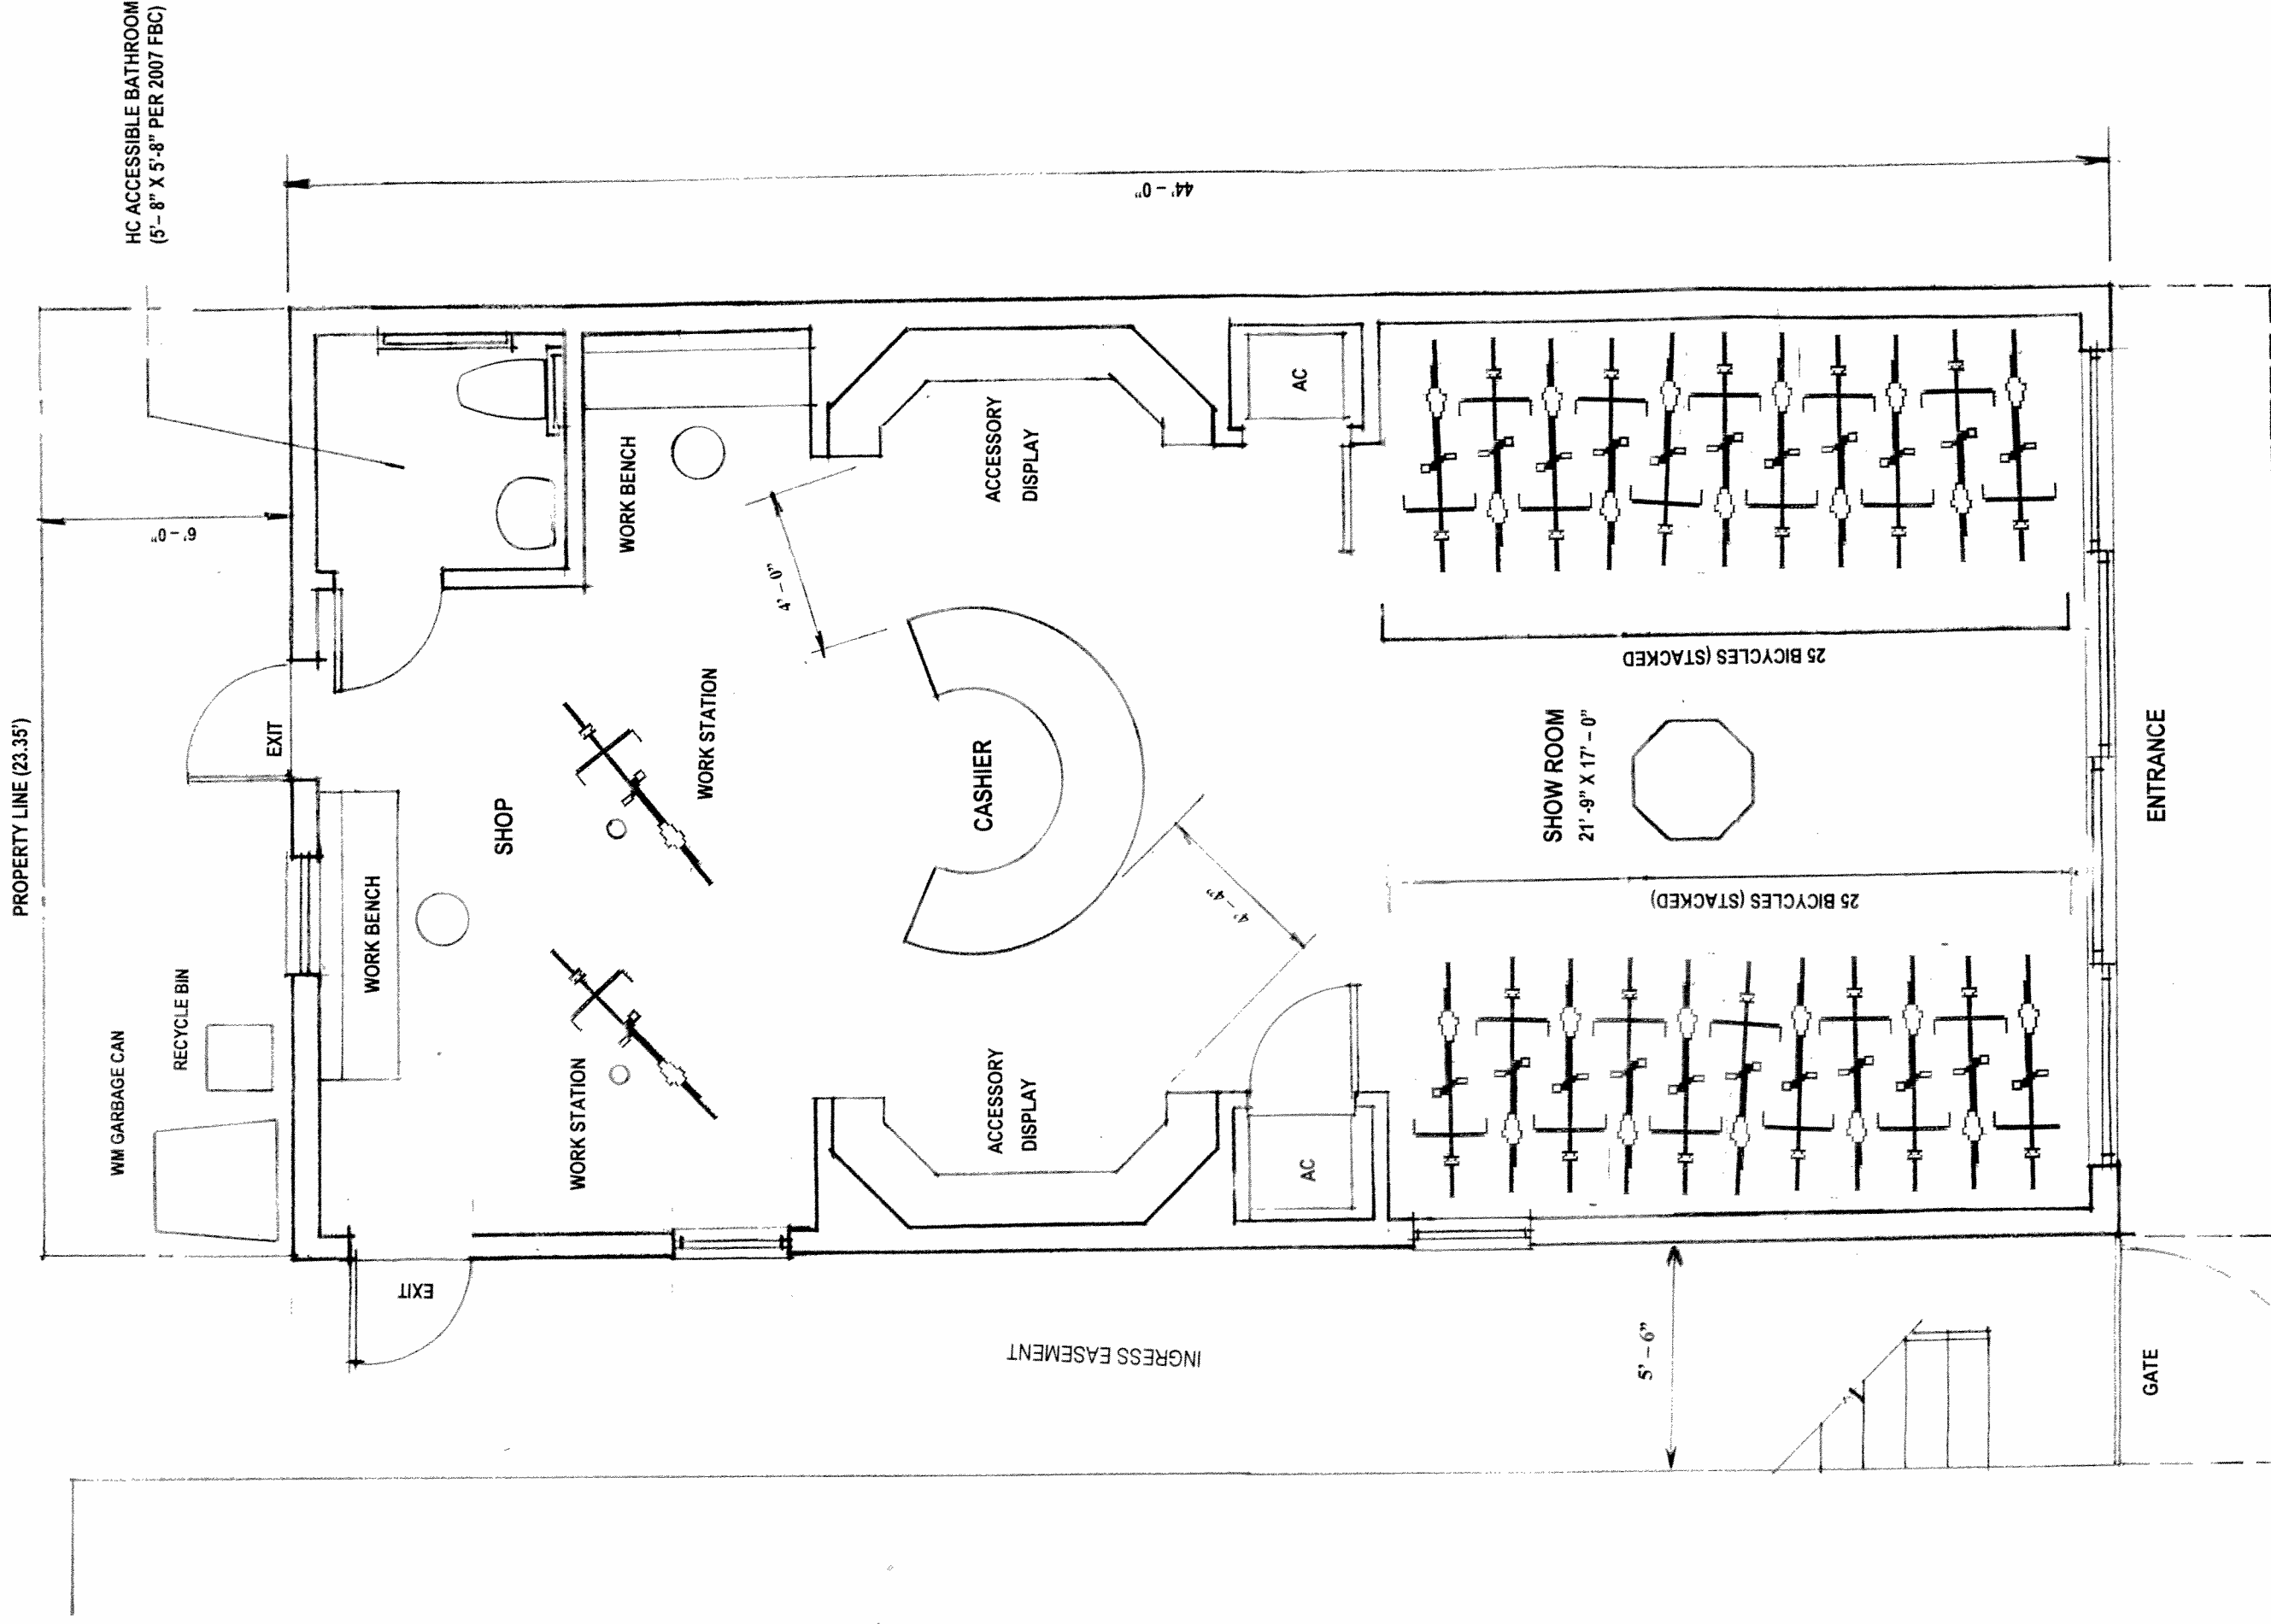 HC ACCESSIBLE BATHROOM
(5'– 8" X 5'-8" PER 2007 FBC)
44' - 0"
6' – 0"
PROPERTY LINE (23.35')
EXIT
WORK BENCH
4' – 0"
ACCESSORY
DISPLAY
AC
25 BICYCLES (STACKED)
SHOP
WORK STATION
CASHIER
SHOW ROOM
21' -9" X 17' – 0"
ENTRANCE
WORK BENCH
4' – 4"
25 BICYCLES (STACKED)
RECYCLE BIN
WM GARBAGE CAN
WORK STATION
ACCESSORY
DISPLAY
AC
EXIT
INGRESS EASEMENT
5' – 6"
GATE